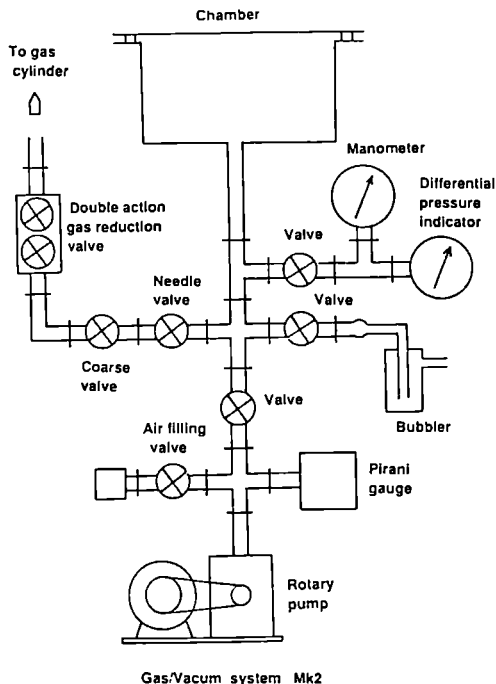 Chamber
To gas
cylinder
Manometer
Double action
gas reduction
valve
Differential
pressure
indicator
Valve
Needle
valve
Valve
Coarse
valve
Valve
Bubbler
Air filling
valve
Pirani
gauge
Rotary
pump
Gas/Vacum system Mk2